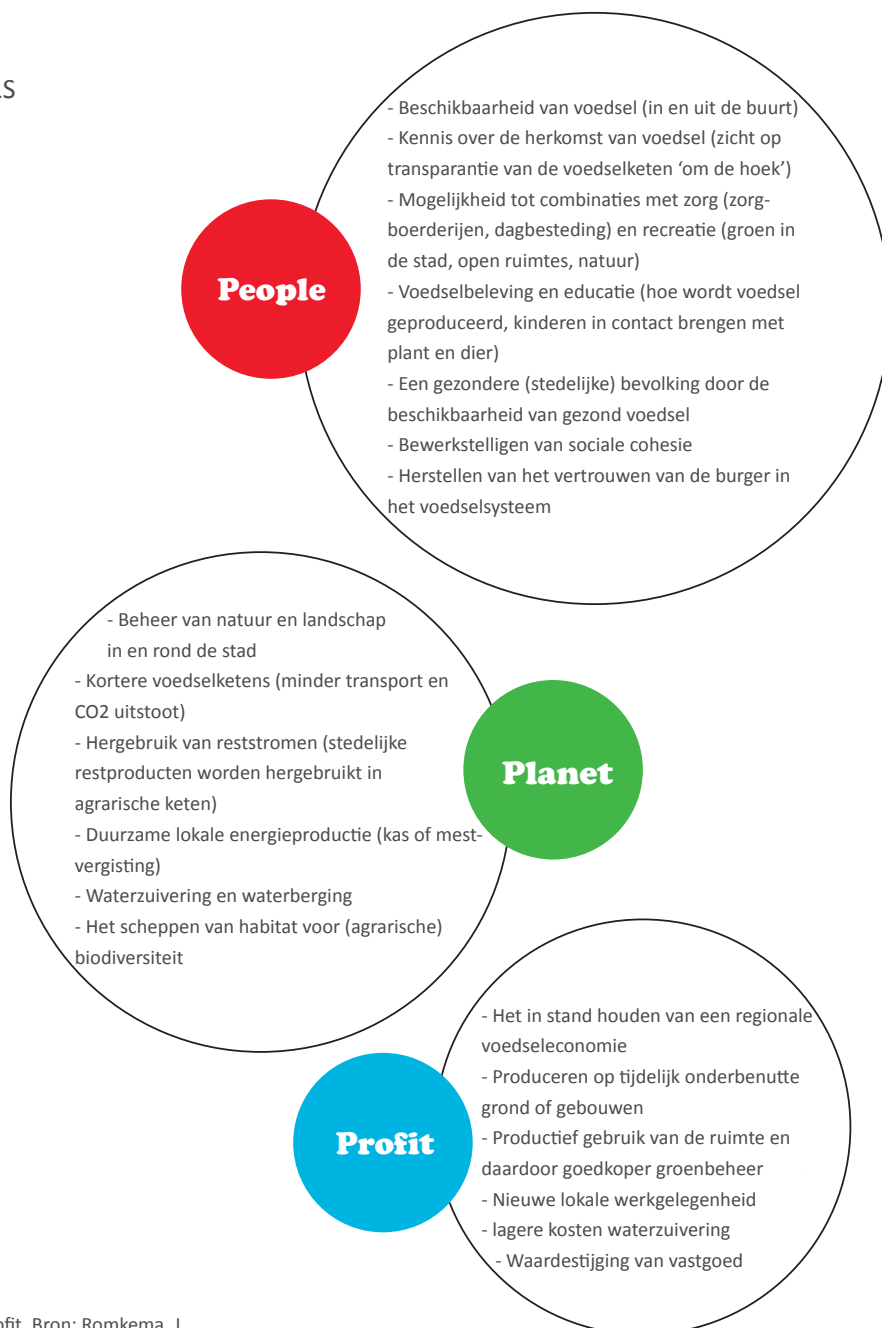 LS
- Beschikbaarheid van voedsel (in en uit de buurt)
- Kennis over de herkomst van voedsel (zicht op
transparantie van de voedselketen ‘om de hoek’)
- Mogelijkheid tot combinaties met zorg (zorg-
boerderijen, dagbesteding) en recreatie (groen in
de stad, open ruimtes, natuur)
- Voedselbeleving en educatie (hoe wordt voedsel
geproduceerd, kinderen in contact brengen met
plant en dier)
- Een gezondere (stedelijke) bevolking door de
beschikbaarheid van gezond voedsel
- Bewerkstelligen van sociale cohesie
- Herstellen van het vertrouwen van de burger in
het voedselsysteem
People
- Beheer van natuur en landschap
in en rond de stad
- Kortere voedselketens (minder transport en
CO2 uitstoot)
- Hergebruik van reststromen (stedelijke
restproducten worden hergebruikt in
agrarische keten)
- Duurzame lokale energieproductie (kas of mest-
vergisting)
- Waterzuivering en waterberging
- Het scheppen van habitat voor (agrarische)
biodiversiteit
Planet
- Het in stand houden van een regionale
voedseleconomie
- Produceren op tijdelijk onderbenutte
grond of gebouwen
- Productief gebruik van de ruimte en
daardoor goedkoper groenbeheer
- Nieuwe lokale werkgelegenheid
- lagere kosten waterzuivering
- Waardestijging van vastgoed
Profit
ofit. Bron: Romkema, J.